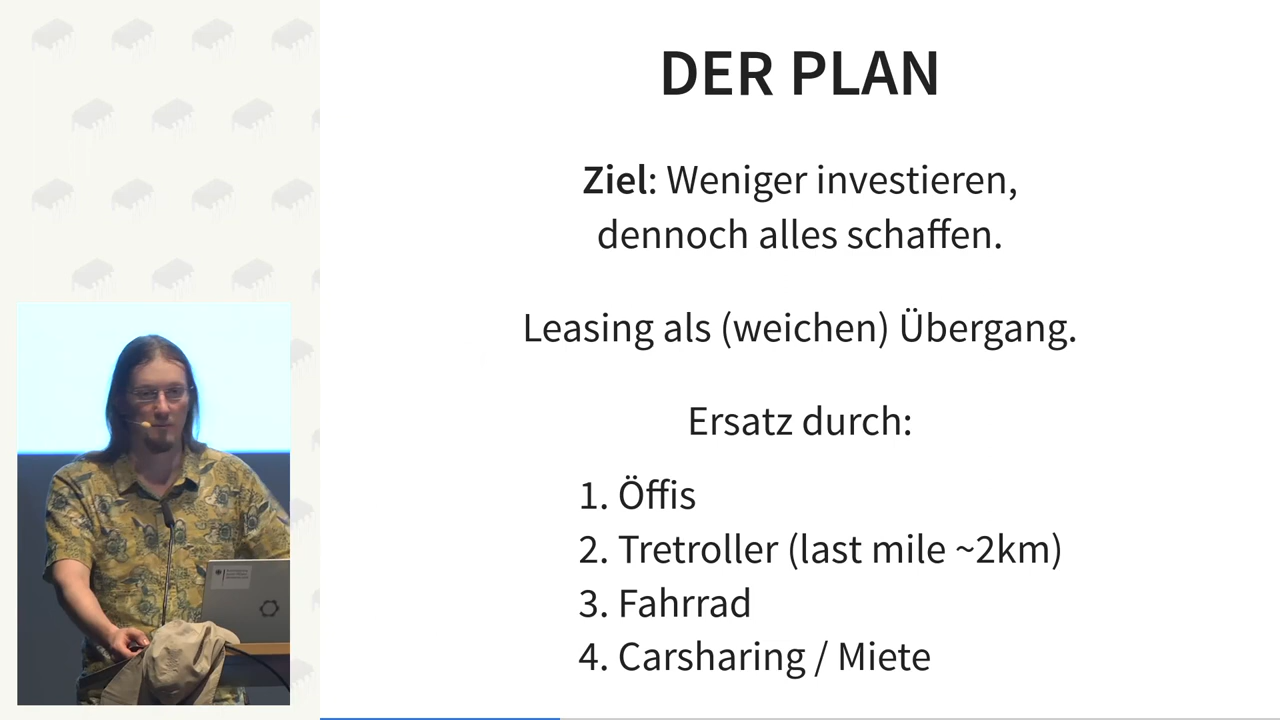 DER PLAN
Ziel: Weniger investieren,
dennoch alles schaffen.
Leasing als (weichen) Übergang.
Ersatz durch:
1. Öffis
2. Tretroller (last mile ~2km)
3. Fahrrad
4. Carsharing / Miete